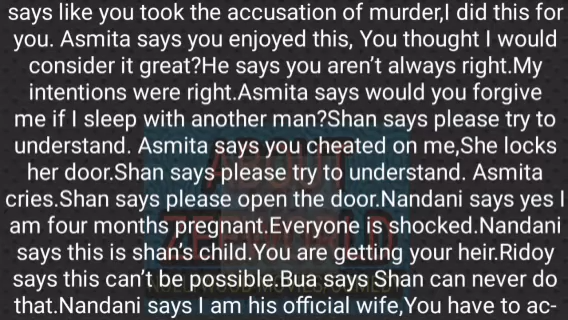 says like you took the accusation of murder,I did this for
you. Asmita says you enjoyed this, You thought I would
consider it great?He says you aren’t always right.My
intentions were right.Asmita says would you forgive
me if I sleep with another man?Shan says please try to
understand. Asmita says you cheated on me,She locks
her door.Shan says please try to understand. Asmita
cries.Shan says please open the door.Nandani says yes I
am four months pregnant.Everyone is shocked.Nandani
says this is shan’s child.You are getting your heir.Ridoy
says this can’t be possible.Bua says Shan can never do
that.Nandani says I am his official wife,You have to ac-
ABOUT
ZEEWORLD